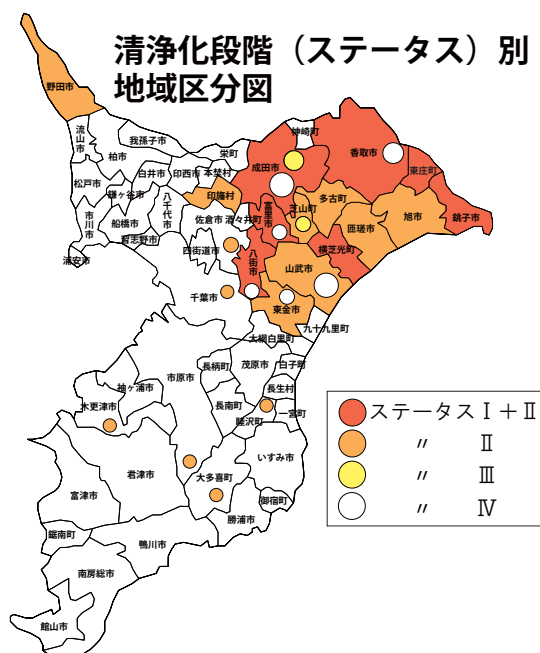 清浄化段階（ステータス）別
地域区分図
野田市
流山市
我孫子市
柏市
栄町
神崎町
香取市
成田市
東庄町
松戸市
鎌ヶ谷市
白井市
印西市
本埜村
印旛村
富里市
芝山町
多古町
旭市
銚子市
市川市
船橋市
八千代市
佐倉市
酒々井町
匝瑳市
習志野市
四街道市
八街市
横芝光町
浦安市
山武市
千葉市
東金市
九十九里町
大網白里町
市原市
長柄町
茂原市
白子町
袖ヶ浦市
長生村
木更津市
長南町
一宮町
睦沢町
いすみ市
君津市
大多喜町
富津市
御宿町
勝浦市
鋸南町
鴨川市
南房総市
館山市
ステータスⅠ＋Ⅱ
〃 Ⅱ
〃 Ⅲ
〃 Ⅳ